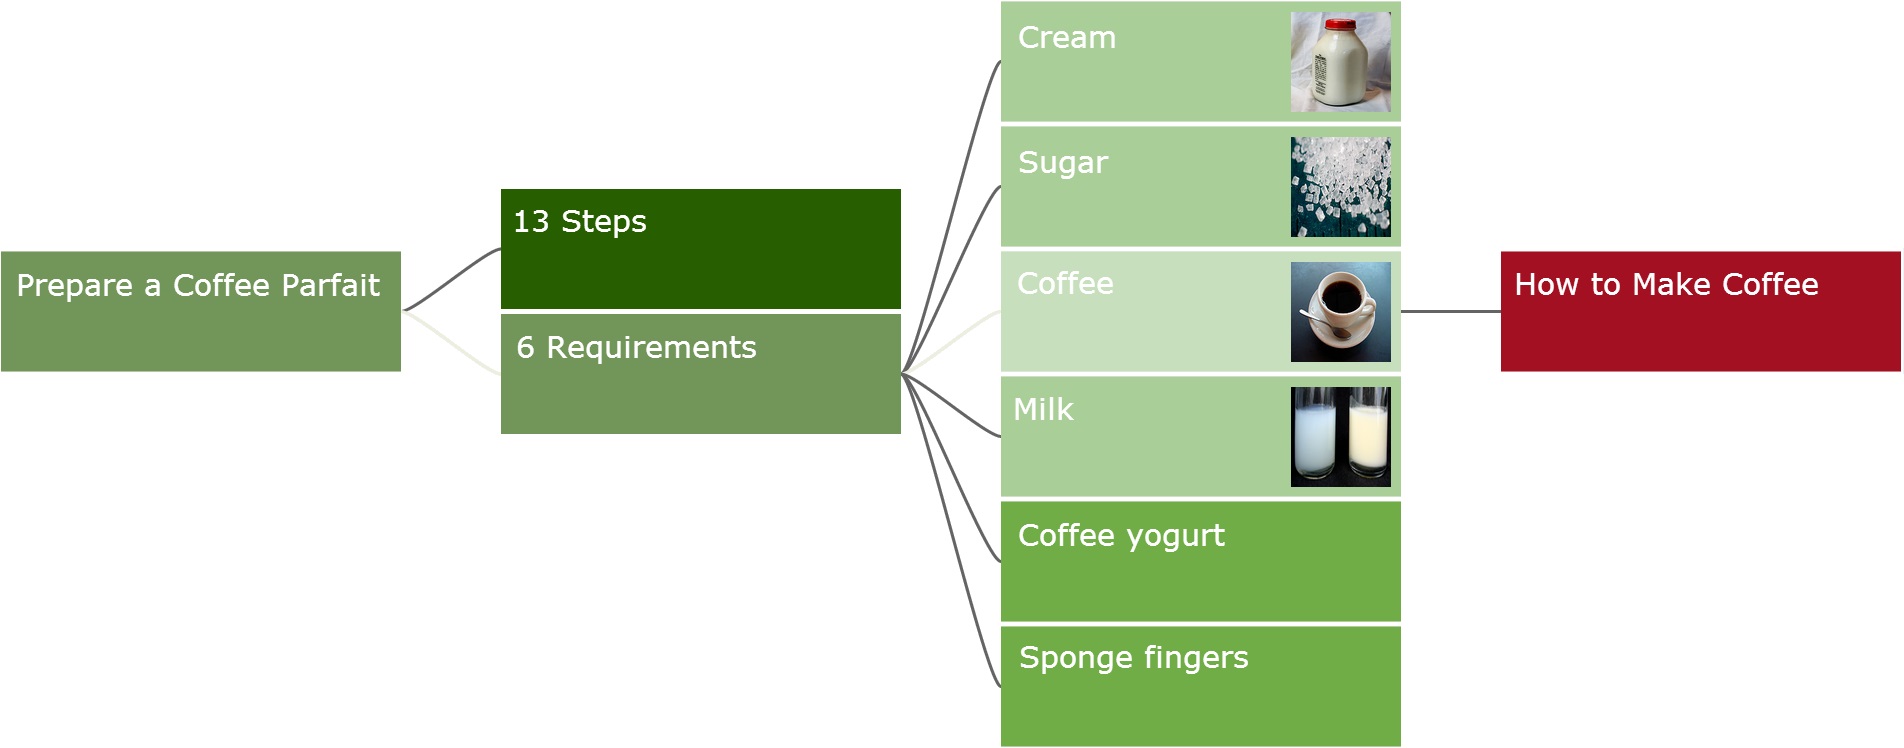 Prepare a Coffee Parfait
13 Steps
6 Requirements
Cream
Sugar
Coffee
Milk
Coffee yogurt
Sponge fingers
How to Make Coffee